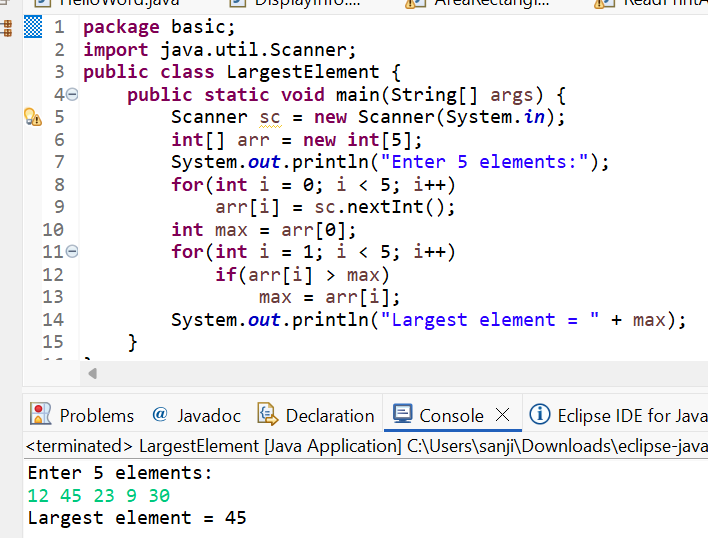 HelloWord.java DisplayInfo.... AreaRectangl... ReadPrintA
1 package basic;
2 import java.util.Scanner;
3 public class LargestElement {
4 public static void main(String[] args) {
5 Scanner sc = new Scanner(System.in);
6 int[] arr = new int[5];
7 System.out.println("Enter 5 elements:");
8 for(int i = 0; i < 5; i++)
9 arr[i] = sc.nextInt();
10 int max = arr[0];
11 for(int i = 1; i < 5; i++)
12 if(arr[i] > max)
13 max = arr[i];
14 System.out.println("Largest element = " + max);
15 }
Problems @ Javadoc Declaration Console Eclipse IDE for Java
<terminated> LargestElement [Java Application] C:\Users\sanji\Downloads\eclipse-java
Enter 5 elements:
12 45 23 9 30
Largest element = 45